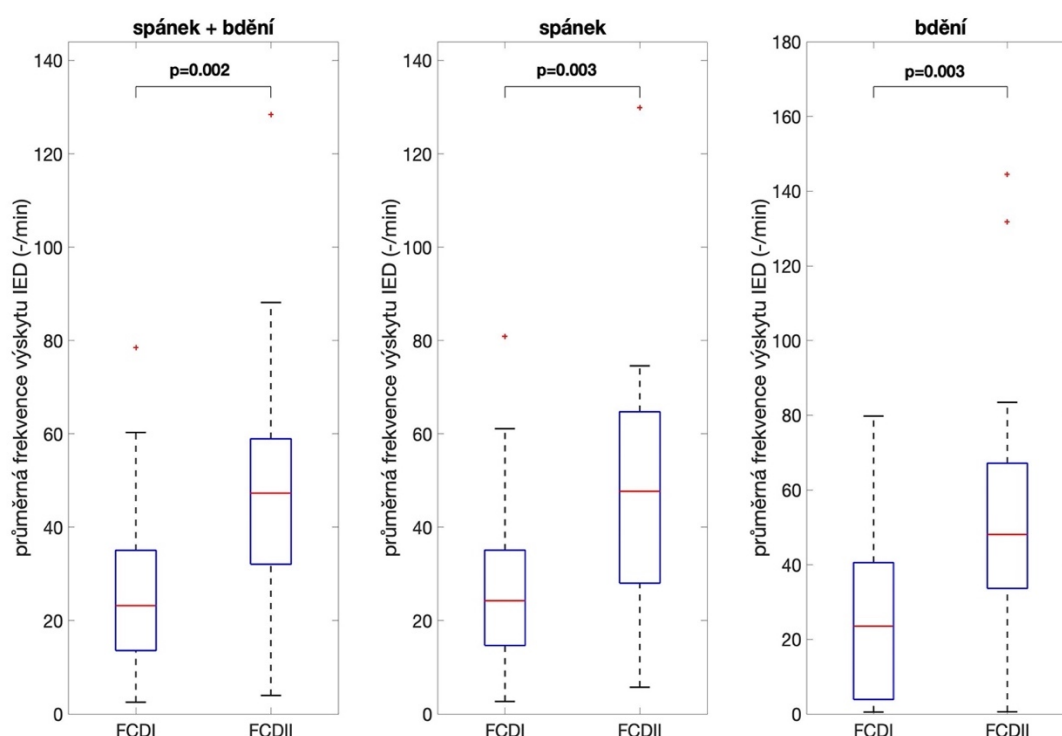 spánek + bdění
140
120
100
80
60
40
20
0
průměrná frekvence výskytu IED (-/min)
p=0.002
FCDI
FCDII
spánek
140
120
100
80
60
40
20
0
průměrná frekvence výskytu IED (-/min)
p=0.003
FCDI
FCDII
bdění
180
160
140
120
100
80
60
40
20
0
průměrná frekvence výskytu IED (-/min)
p=0.003
FCDI
FCDII